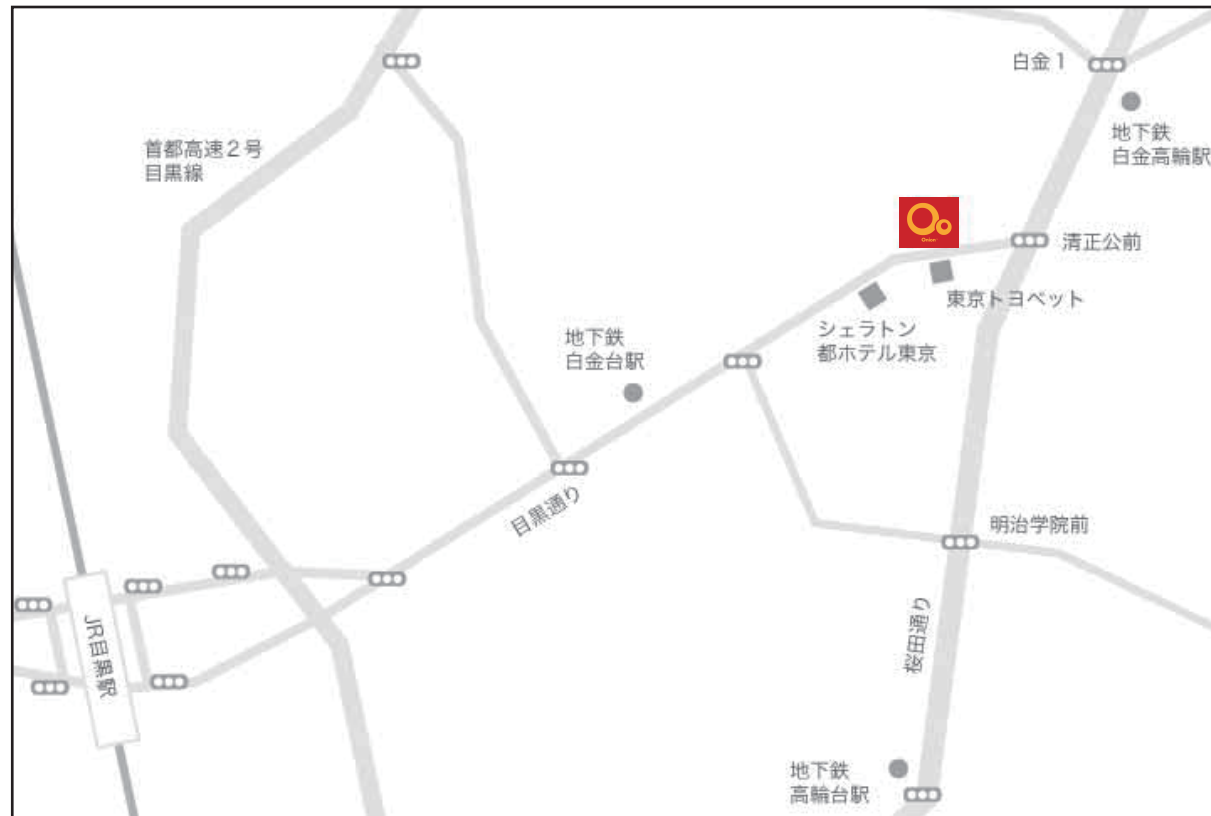 白金１
地下鉄
白金高輪駅
首都高速２号
目黒線
清正公前
東京トヨペット
シェラトン
都ホテル東京
地下鉄
白金台駅
目黒通り
明治学院前
桜田通り
JR目黒駅
地下鉄
高輪台駅